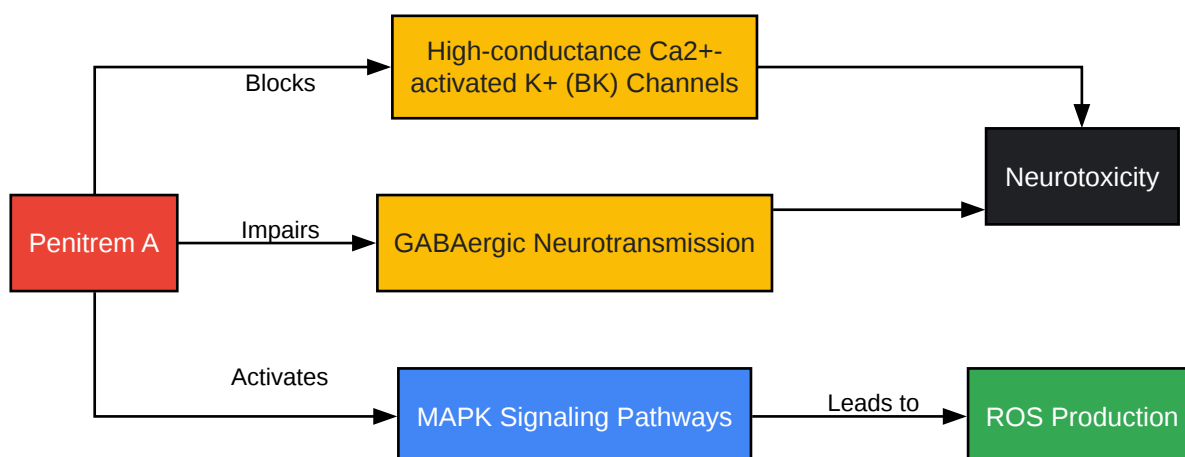 High-conductance Ca2+-
activated K+ (BK) Channels
Blocks
Neurotoxicity
Penitrem A
Impairs
GABAergic Neurotransmission
Activates
MAPK Signaling Pathways
Leads to
ROS Production